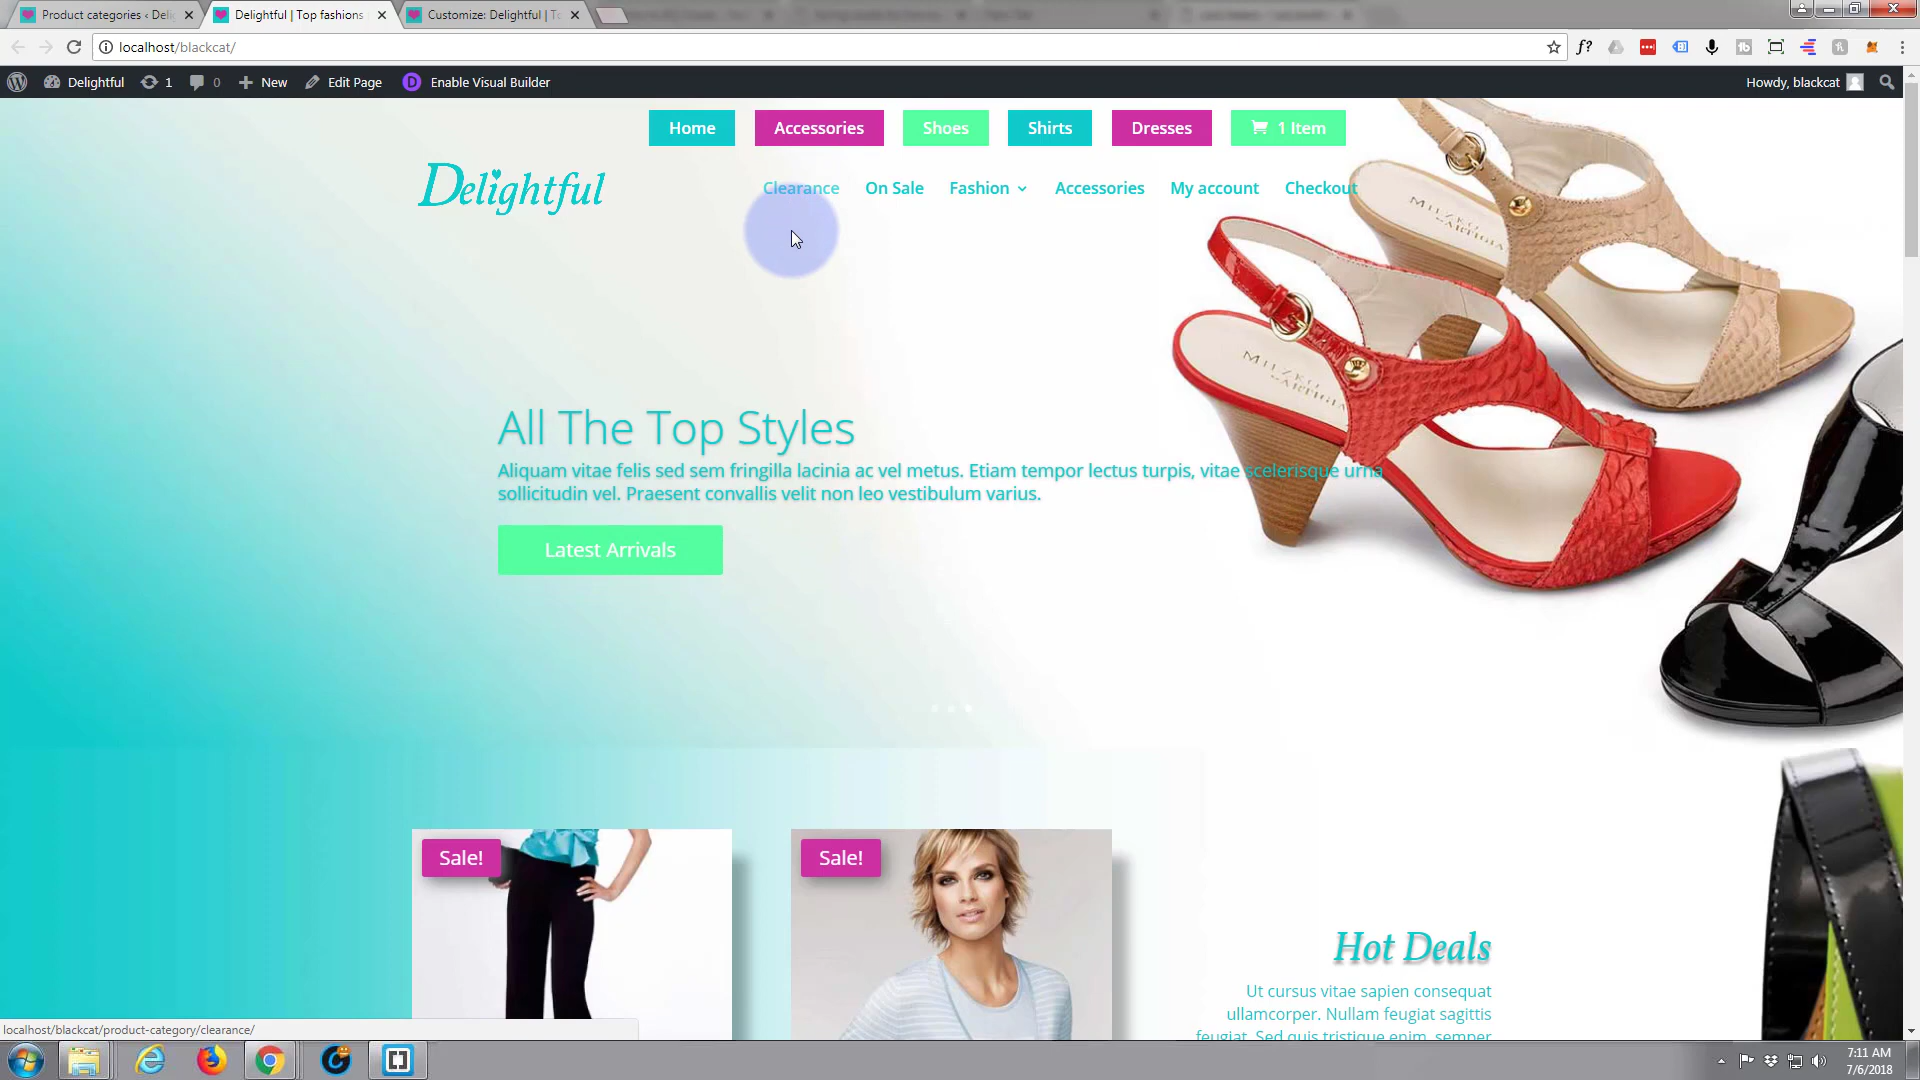 Product categories ‹ Deli
Delightful | Top fashions
Customize: Delightful | T
localhost/blackcat/
f?
Delightful
1
0
New
Edit Page
D
Enable Visual Builder
Howdy, blackcat
Home
Accessories
Shoes
Shirts
Dresses
1 Item
Delightful
Clearance
On Sale
Fashion
Accessories
My account
Checkout
All The Top Styles
Aliquam vitae felis sed sem fringilla lacinia ac vel metus. Etiam tempor lectus turpis, vitae scelerisque urna
sollicitudin vel. Praesent convallis velit non leo vestibulum varius.
Latest Arrivals
Sale!
Sale!
Hot Deals
Ut cursus vitae sapien consequat
ullamcorper. Nullam feugiat sagittis
feugiat. Sed quis tristique enim, semper
localhost/blackcat/product-category/clearance/
7:11 AM
7/6/2018